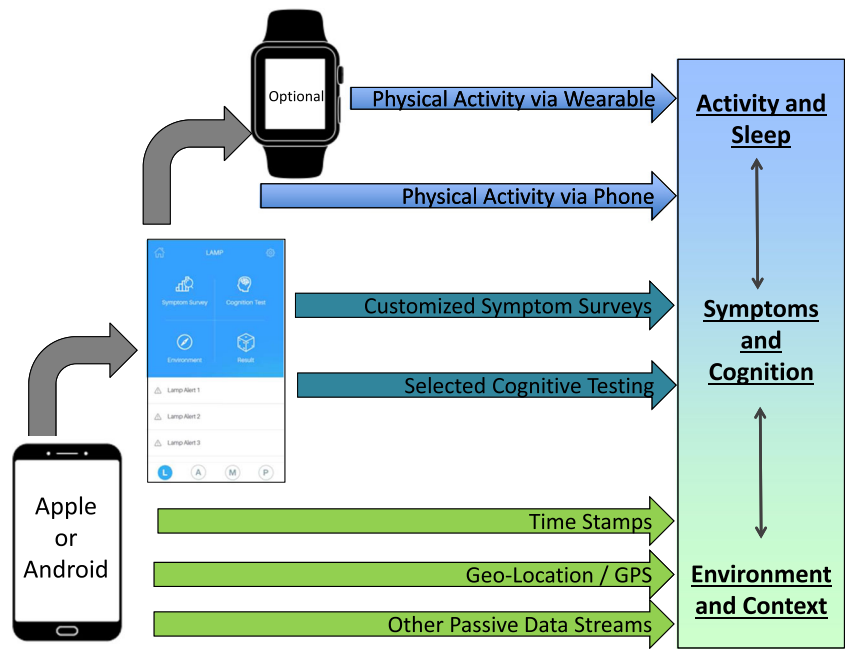 Optional
Physical Activity via Wearable
Activity and
Sleep
Physical Activity via Phone
LAMP
Symptom Survey
Cognition Test
Environment
Result
Lamp Alert 1
Lamp Alert 2
Lamp Alert 3
L A M P
Customized Symptom Surveys
Selected Cognitive Testing
Symptoms
and
Cognition
Apple
or
Android
Time Stamps
Geo-Location / GPS
Other Passive Data Streams
Environment
and Context